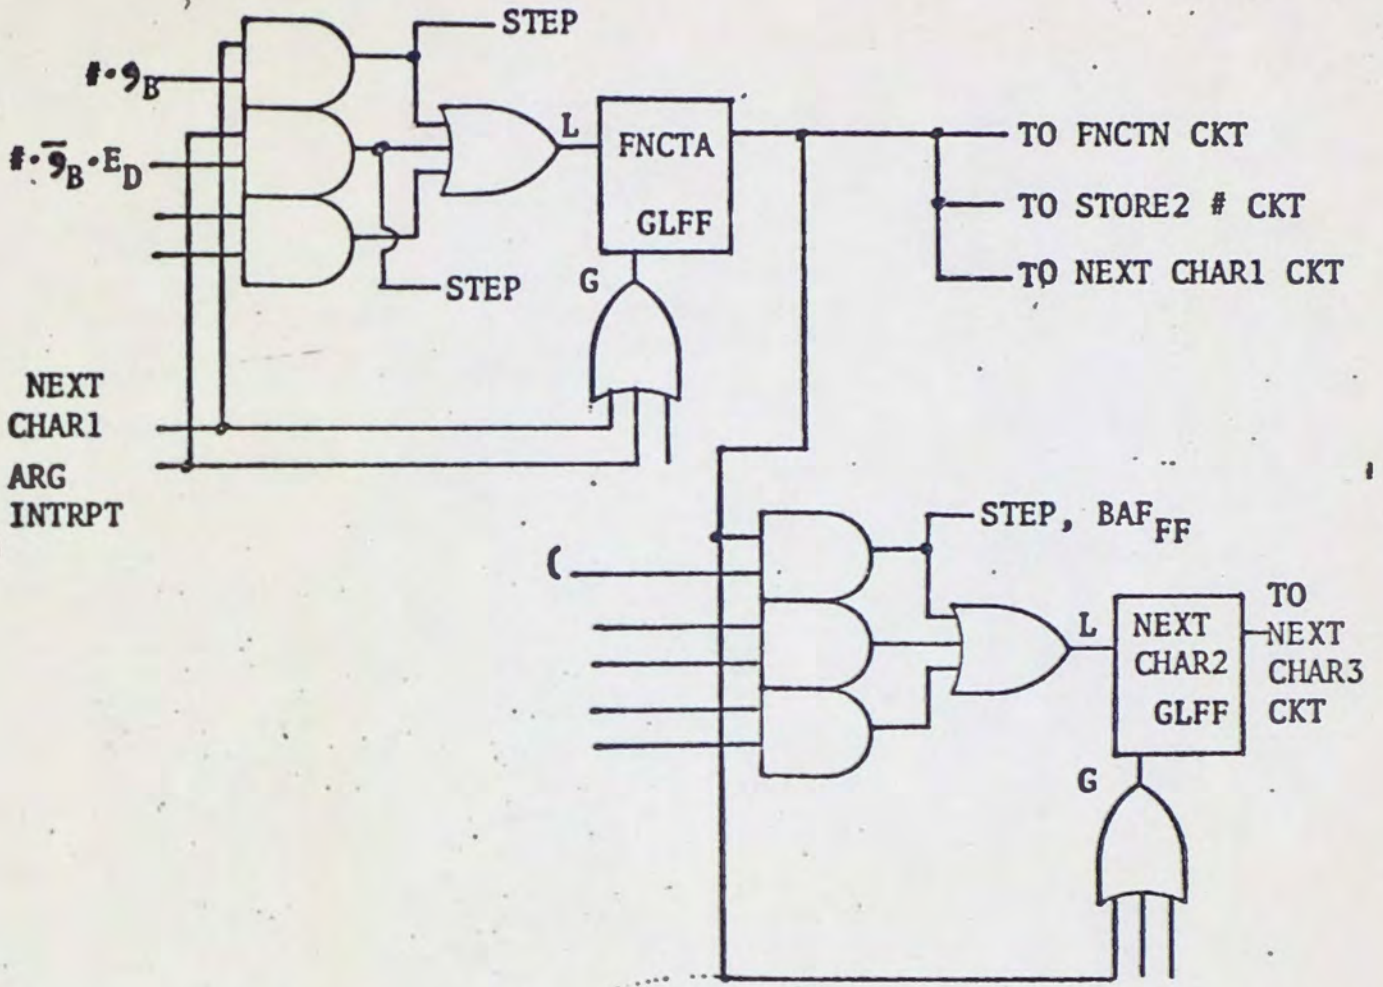 STEP
#·9B
L
FNCTA
TO FNCTN CKT
#·9̅B·ED
TO STORE2 # CKT
GLFF
TO NEXT CHAR1 CKT
STEP
G
NEXT
CHAR1
ARG
INTRPT
STEP, BAFFF
(
L
NEXT
CHAR2
GLFF
TO
NEXT
CHAR3
CKT
G